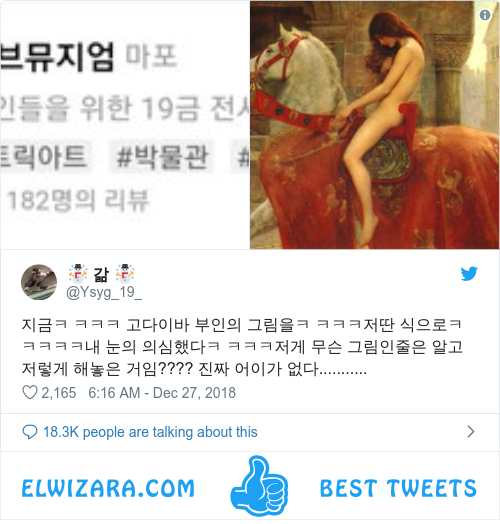 브뮤지엄 마포
인들을 위한 19금 전시
트릭아트 #박물관 #
182명의 리뷰
갊
@Ysyg_19_
지금ㅋ ㅋㅋㅋ 고다이바 부인의 그림을ㅋ ㅋㅋㅋ저딴 식으로ㅋ
ㅋㅋㅋㅋ내 눈의 의심했다ㅋ ㅋㅋㅋ저게 무슨 그림인줄은 알고
저렇게 해놓은 거임???? 진짜 어이가 없다...........
2,165 6:16 AM - Dec 27, 2018
18.3K people are talking about this
ELWIZARA.COM BEST TWEETS